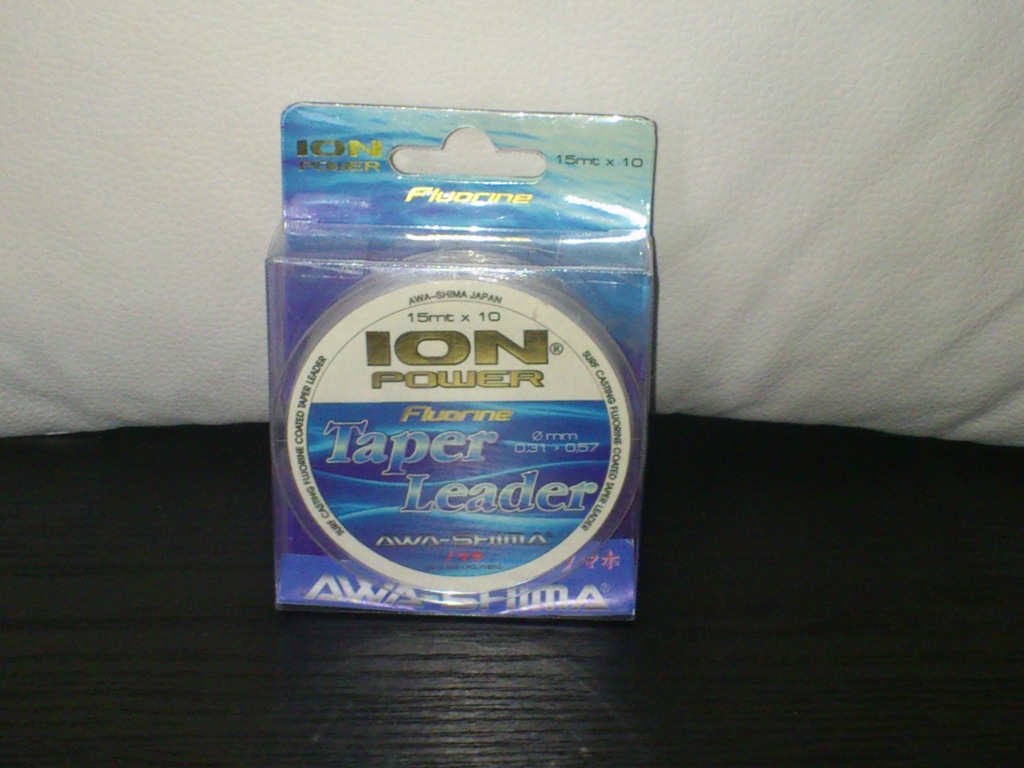 ION
POWER
15mt x 10
Fluorine
AWA-SHIMA JAPAN
15mt x 10
ION®
POWER
SURF CASTING FLUORINE COATED TAPER LEADER
SURF CASTING FLUORINE COATED TAPER LEADER
Fluorine
Taper
Ø mm
0.31 > 0.57
Leader
AWA-SHIMA
AWA-SHIMA®